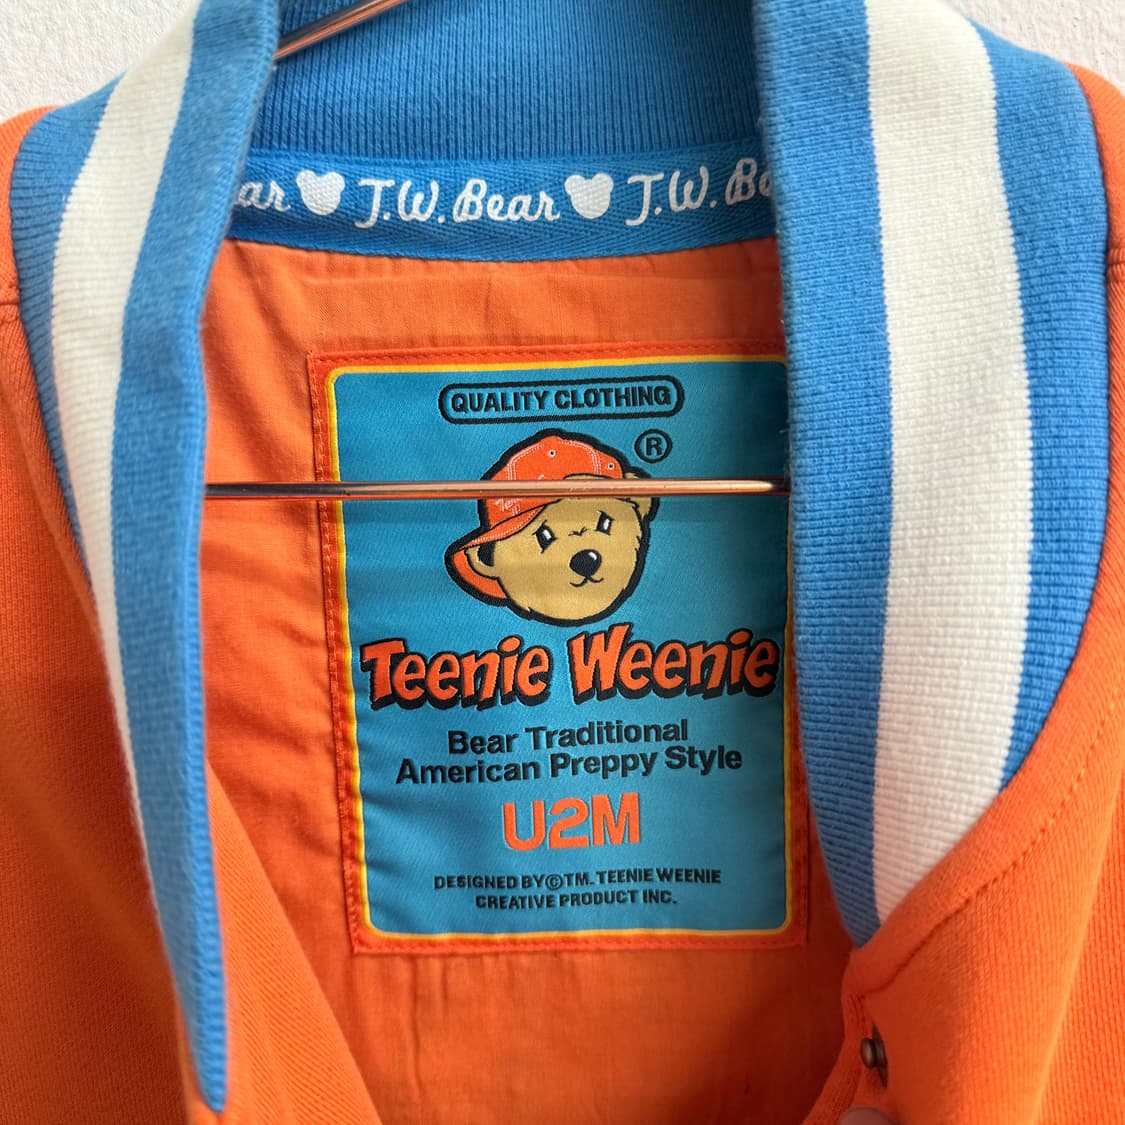 ar J.W. Bear J.W. Be
QUALITY CLOTHING
®
Teenie Weenie
Bear Traditional
American Preppy Style
U2M
DESIGNED BY©TM. TEENIE WEENIE
CREATIVE PRODUCT INC.